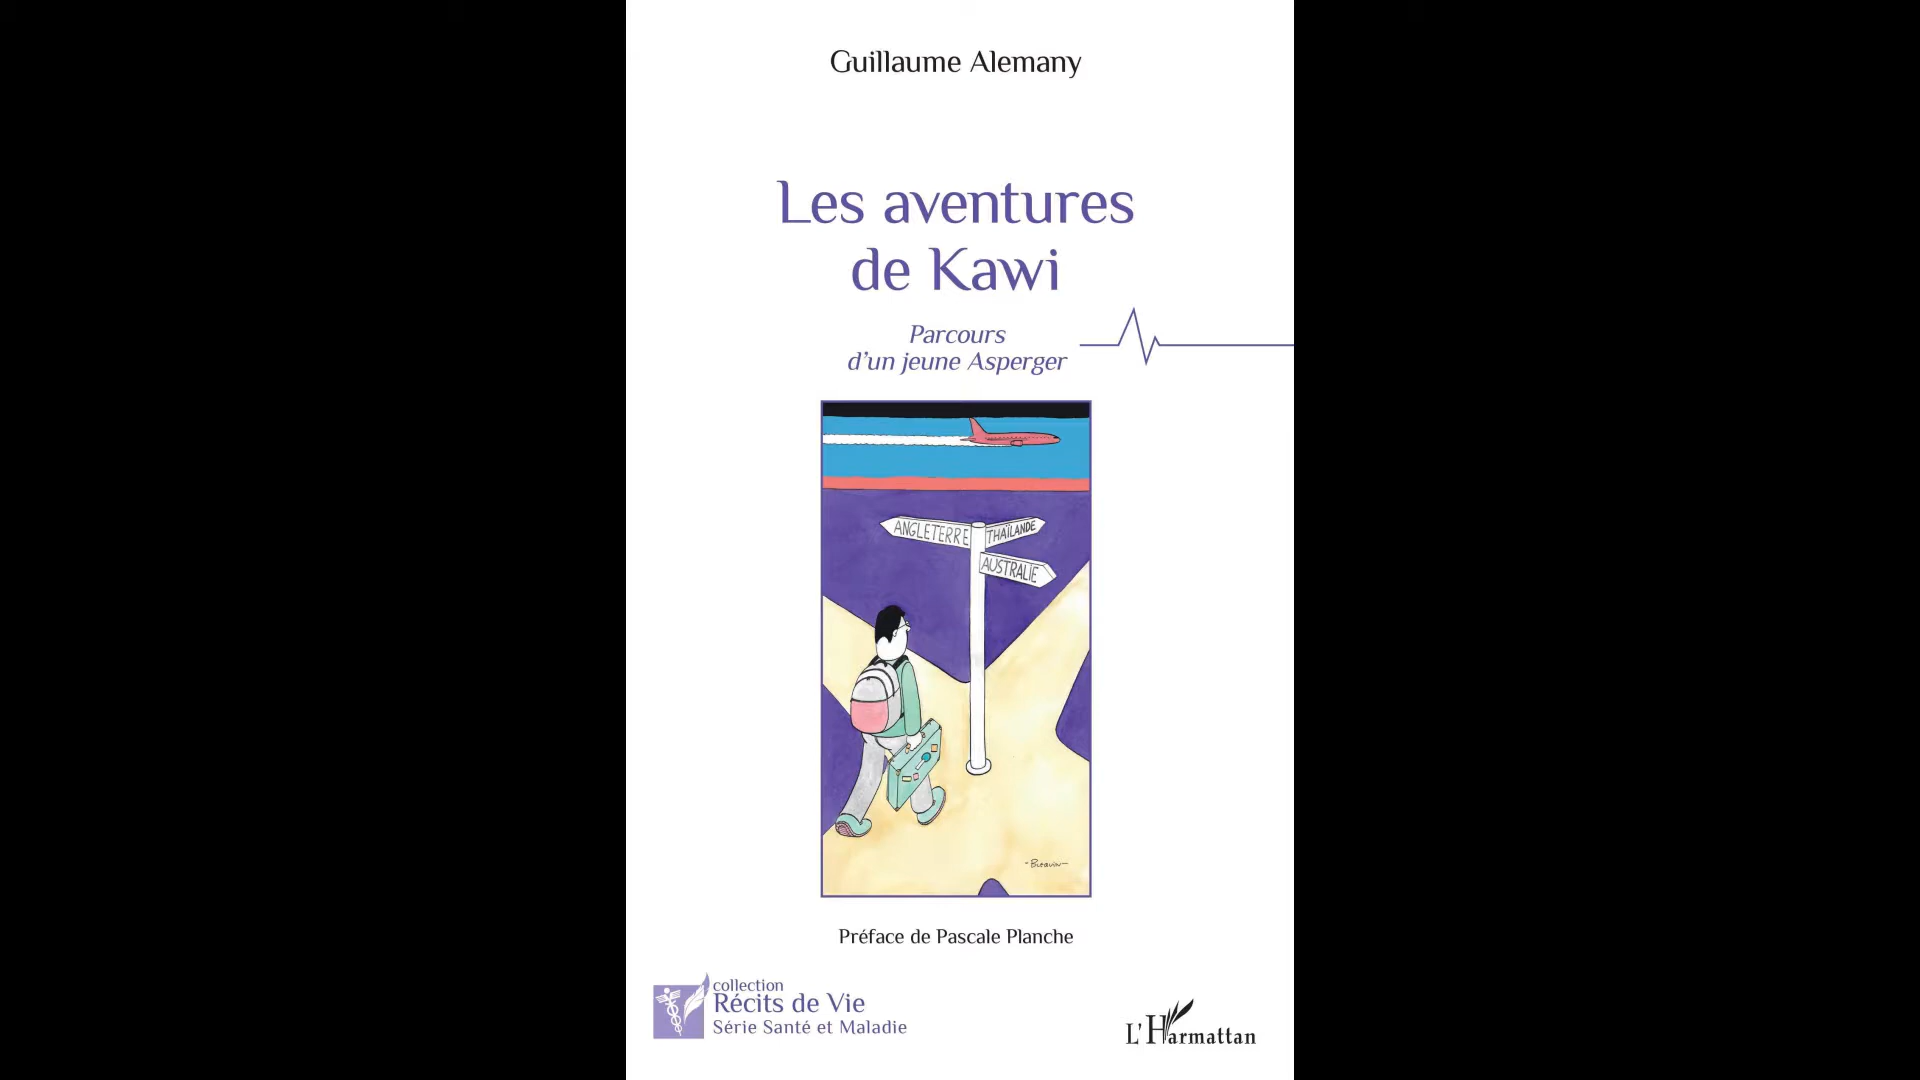 Guillaume Alemany
Les aventures
de Kawi
Parcours
d'un jeune Asperger
ANGLETERRE
THAÏLANDE
AUSTRALIE
Préface de Pascale Planche
collection
Récits de Vie
Série Santé et Maladie
L'Harmattan